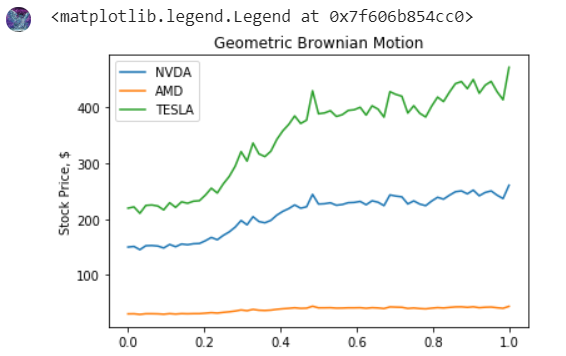 <matplotlib.legend.Legend at 0x7f606b854cc0>
Geometric Brownian Motion
NVDA
AMD
TESLA
Stock Price, $
400
300
200
100
0.0 0.2 0.4 0.6 0.8 1.0